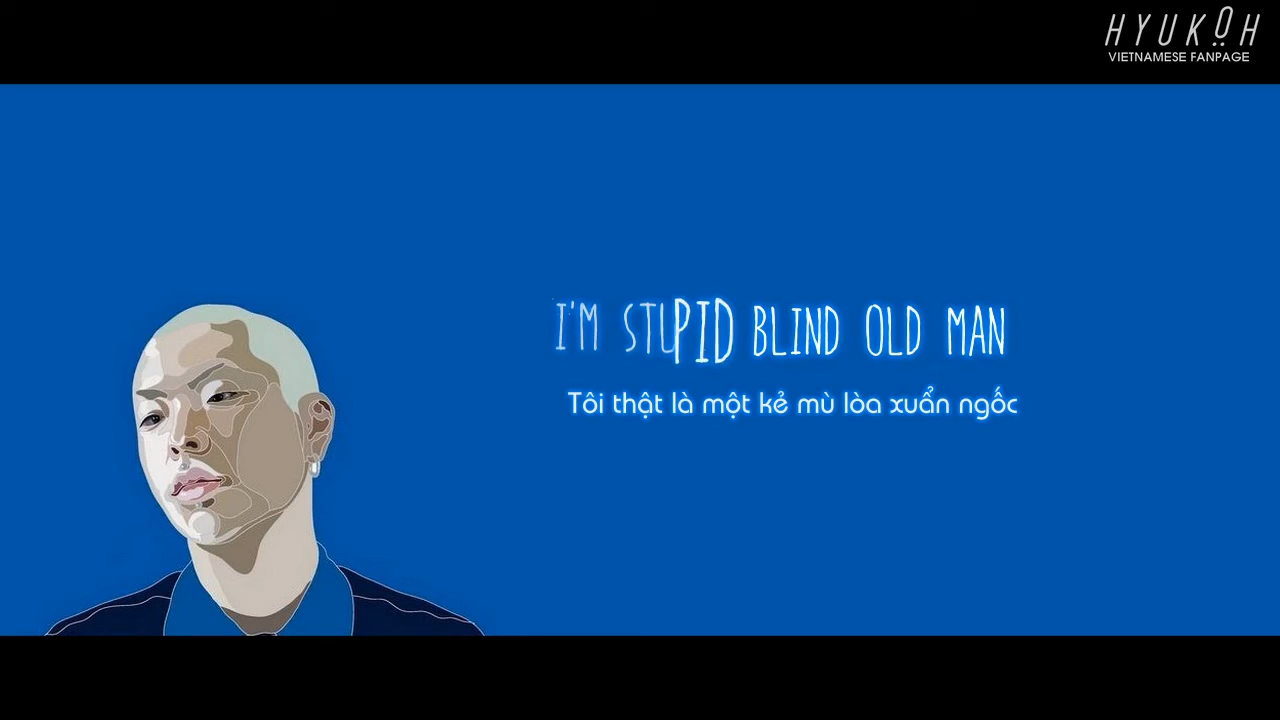 HYUKOH
VIETNAMESE FANPAGE
I'M STUPID BLIND OLD MAN
Tôi thật là một kẻ mù lòa xuẩn ngốc